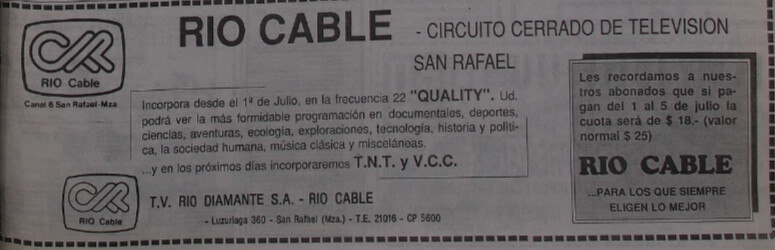 RIO CABLE - CIRCUITO CERRADO DE TELEVISION
SAN RAFAEL
RIO Cable
Canal 6 San Rafael-Mza
Incorpora desde el 1º de Julio, en la frecuencia 22 "QUALITY". Ud.
podrá ver la más formidable programación en documentales, deportes,
ciencias, aventuras, ecología, exploraciones, tecnología, historia y políti-
ca, la sociedad humana, música clásica y misceláneas.
...y en los próximos días incorporaremos T.N.T. y V.C.C.
RIO Cable
T.V. RIO DIAMANTE S.A. - RIO CABLE
- Luzuriaga 360 - San Rafael (Mza.) - T.E. 21016 - CP 5600
Les recordamos a nues-
tros abonados que si pa-
gan del 1 al 5 de julio la
cuota será de $ 18.- (valor
normal $ 25)
RIO CABLE
...PARA LOS QUE SIEMPRE
ELIGEN LO MEJOR